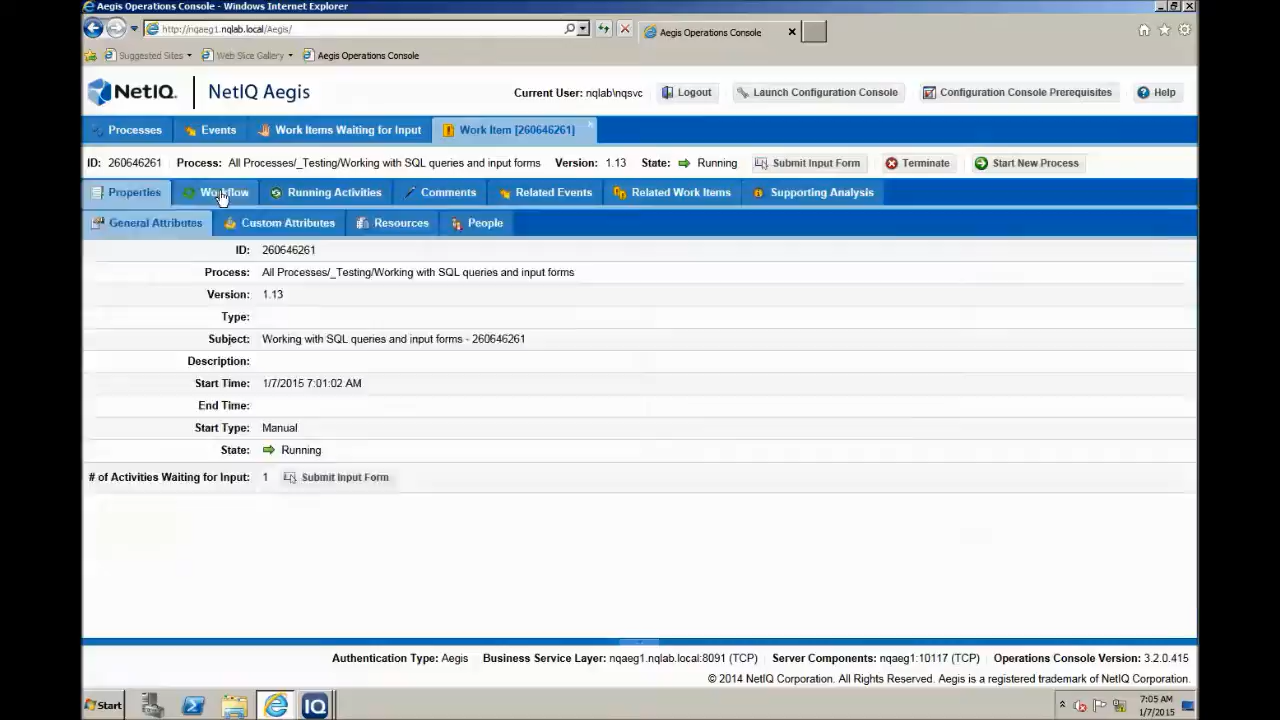 Aegis Operations Console - Windows Internet Explorer
http://nqaeg1.nqlab.local/Aegis/
Aegis Operations Console
Suggested Sites
Web Slice Gallery
Aegis Operations Console
NetIQ. NetIQ Aegis
Current User: nqlab\nqsvc
Logout
Launch Configuration Console
Configuration Console Prerequisites
Help
Processes
Events
Work Items Waiting for Input
Work Item [260646261]
ID: 260646261 Process: All Processes/_Testing/Working with SQL queries and input forms Version: 1.13 State: Running
Submit Input Form
Terminate
Start New Process
Properties
Workflow
Running Activities
Comments
Related Events
Related Work Items
Supporting Analysis
General Attributes
Custom Attributes
Resources
People
ID: 260646261
Process: All Processes/_Testing/Working with SQL queries and input forms
Version: 1.13
Type:
Subject: Working with SQL queries and input forms - 260646261
Description:
Start Time: 1/7/2015 7:01:02 AM
End Time:
Start Type: Manual
State: Running
# of Activities Waiting for Input: 1 Submit Input Form
Authentication Type: Aegis Business Service Layer: nqaeg1.nqlab.local:8091 (TCP) Server Components: nqaeg1:10117 (TCP) Operations Console Version: 3.2.0.415
© 2014 NetIQ Corporation. All Rights Reserved. Aegis is a registered trademark of NetIQ Corporation.
Start
IQ
7:05 AM
1/7/2015